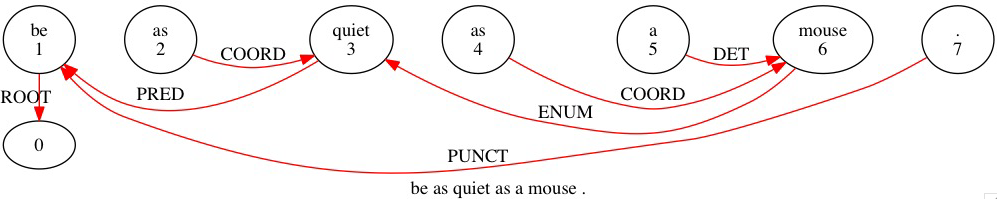 be as quiet as a mouse .
1 2 3 4 5 6 7
COORD DET
ROOT PRED COORD
ENUM
0
PUNCT
be as quiet as a mouse .